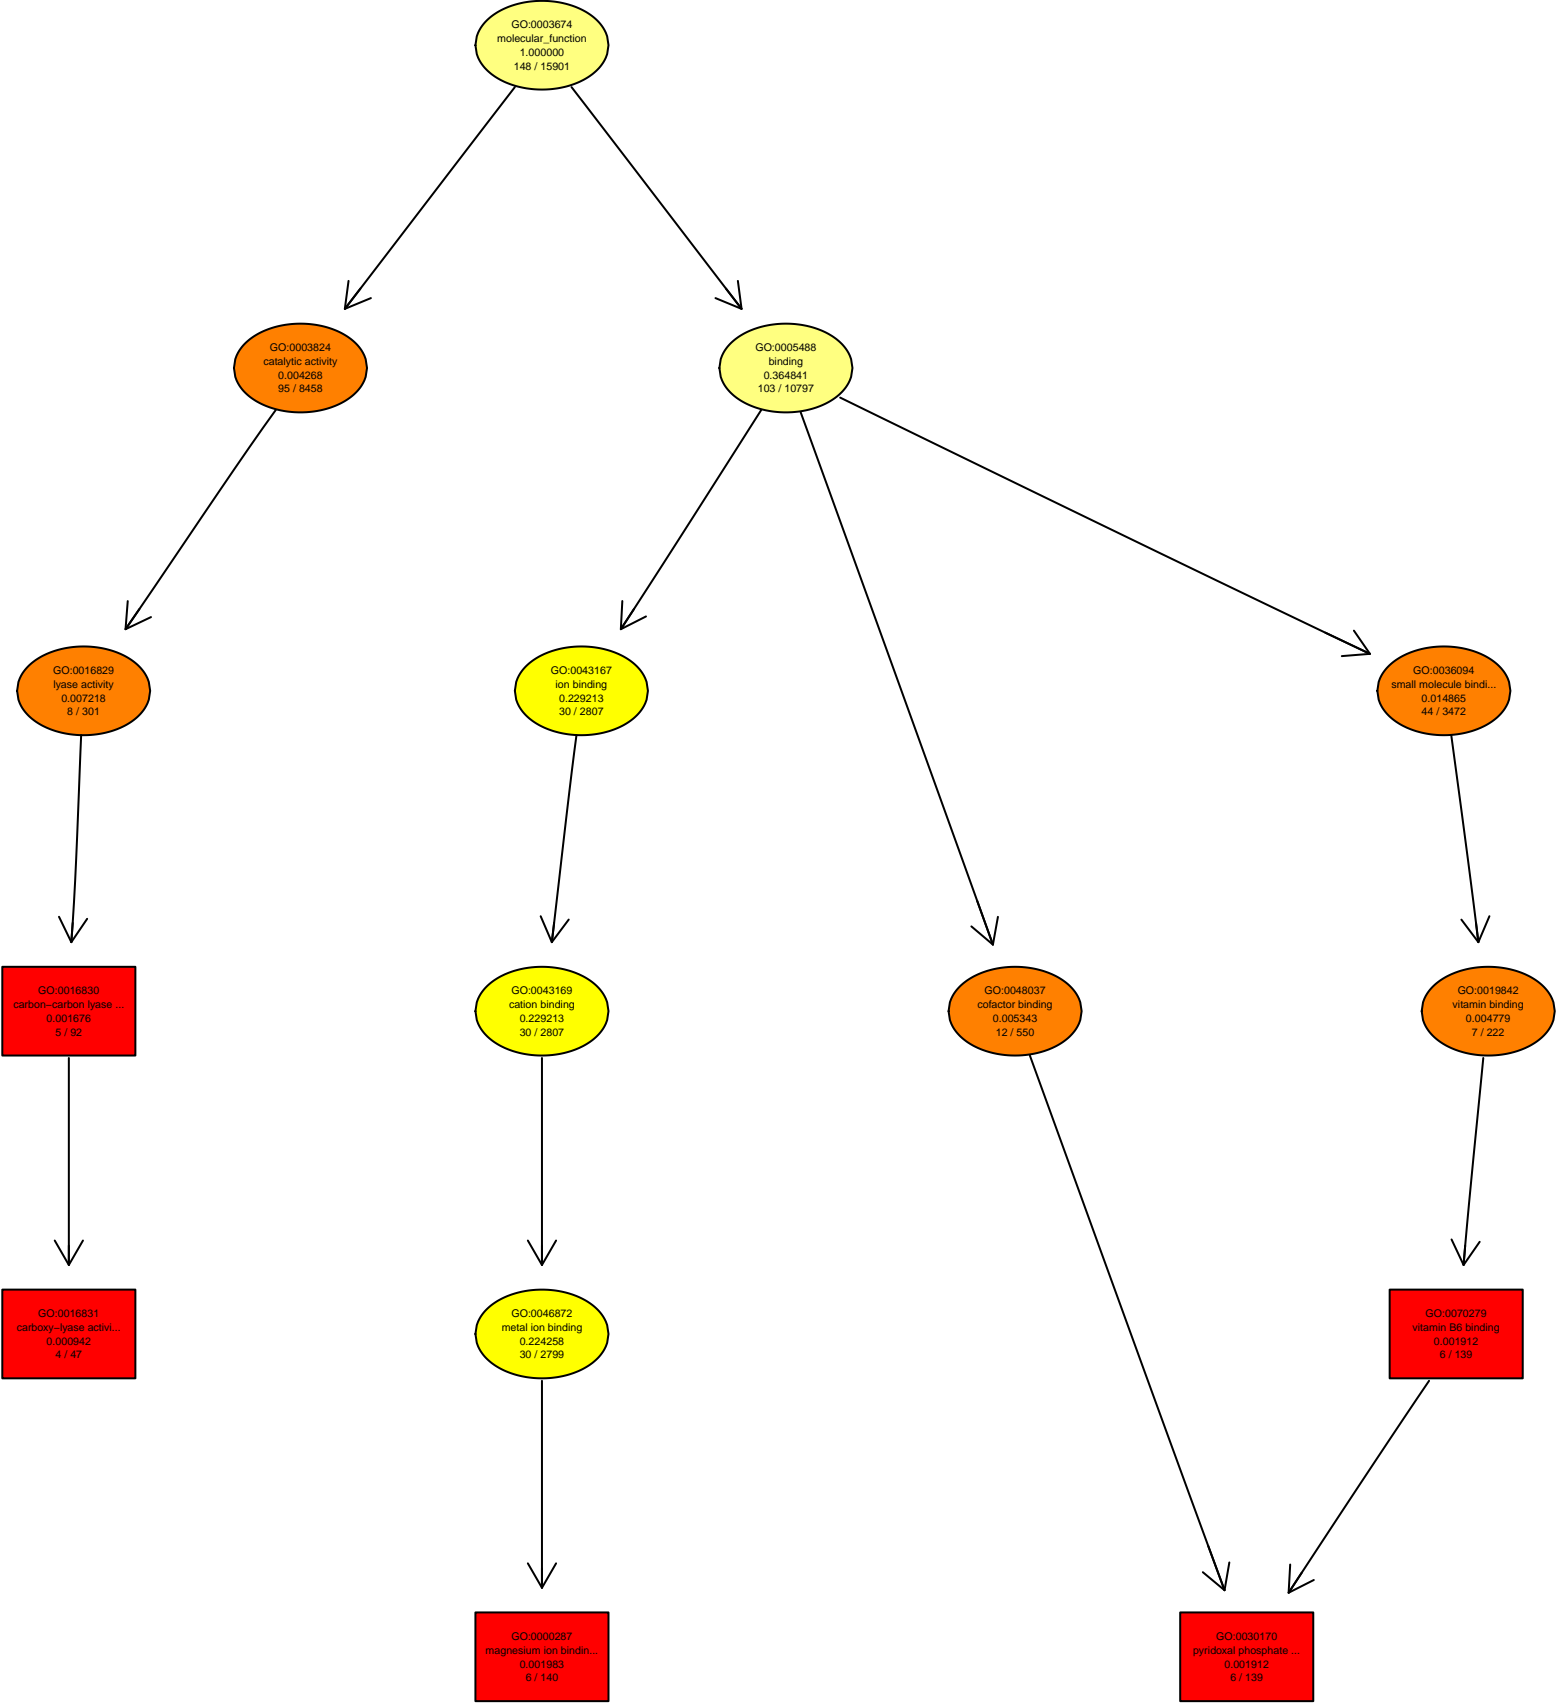 GO:0003674
molecular_function
1.000000
148 / 15901
GO:0003824
catalytic activity
0.004268
95 / 8458
GO:0005488
binding
0.364841
103 / 10797
GO:0016829
lyase activity
0.007218
8 / 301
GO:0043167
ion binding
0.229213
30 / 2807
GO:0036094
small molecule bindi...
0.014865
44 / 3472
GO:0016830
carbon−carbon lyase ...
0.001676
5 / 92
GO:0043169
cation binding
0.229213
30 / 2807
GO:0048037
cofactor binding
0.005343
12 / 550
GO:0019842
vitamin binding
0.004779
7 / 222
GO:0016831
carboxy−lyase activi...
0.000942
4 / 47
GO:0046872
metal ion binding
0.224258
30 / 2799
GO:0070279
vitamin B6 binding
0.001912
6 / 139
GO:0000287
magnesium ion bindin...
0.001983
6 / 140
GO:0030170
pyridoxal phosphate ...
0.001912
6 / 139